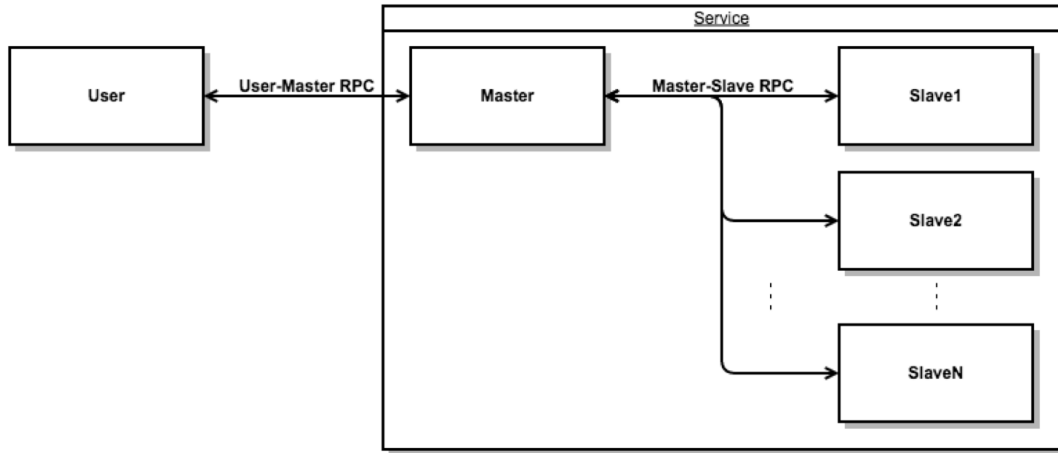 Service
User
User-Master RPC
Master
Master-Slave RPC
Slave1
Slave2
SlaveN